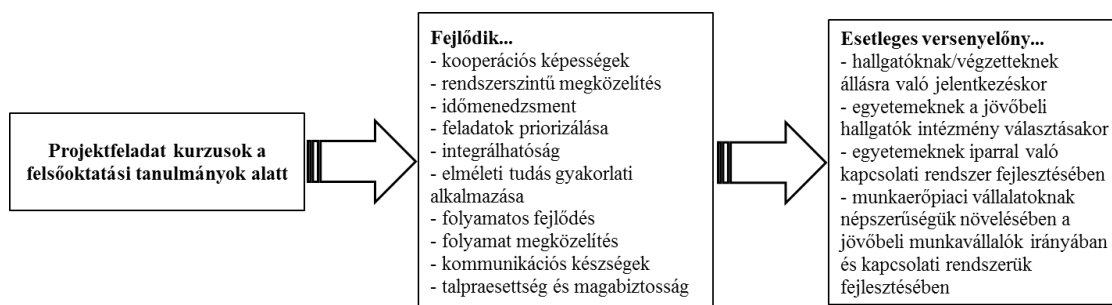 Projektfeladat kurzusok a
felsőoktatási tanulmányok alatt
Fejlődik...
- kooperációs képességek
- rendszerszintű megközelítés
- időmenedzsment
- feladatok priorizálása
- integrálhatóság
- elméleti tudás gyakorlati
alkalmazása
- folyamatos fejlődés
- folyamat megközelítés
- kommunikációs készségek
- talpraesettség és magabiztosság
Esetleges versenyelőny...
- hallgatóknak/végzetteknek
állásra való jelentkezéskor
- egyetemeknek a jövőbeli
hallgatók intézmény választásakor
- egyetemeknek iparral való
kapcsolati rendszer fejlesztésében
- munkaerőpiaci vállalatoknak
népszerűségük növelésében a
jövőbeli munkavállalók irányában
és kapcsolati rendszerük
fejlesztésében